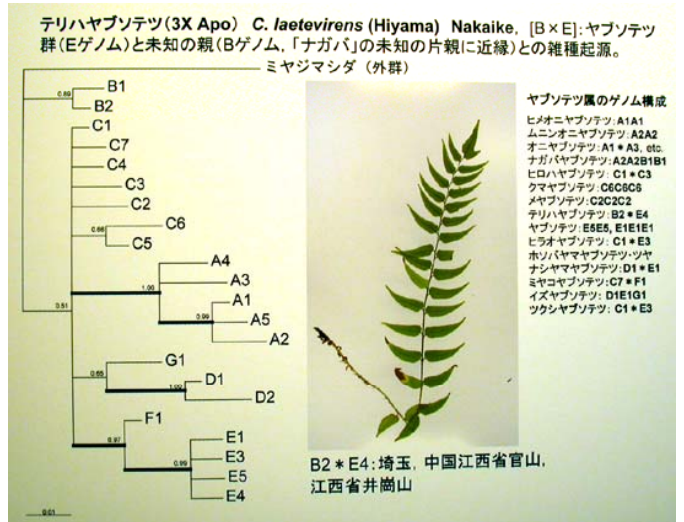 テリハヤブソテツ(3X Apo) C. laetevirens (Hiyama) Nakaike, [B×E]:ヤブソテツ
群(Eゲノム)と未知の親(Bゲノム,「ナガバ」の未知の片親に近縁)との雑種起源。
ミヤジマシダ (外群)
0.89
B1
B2
C1
C7
C4
C3
C2
0.66
C6
C5
0.51
1.00
A4
A3
0.99
A1
A5
A2
0.65
G1
1.00
D1
D2
0.97
F1
0.99
E1
E3
E5
E4
0.01
ヤブソテツ属のゲノム構成
ヒメオニヤブソテツ:A1A1
ムニンオニヤブソテツ:A2A2
オニヤブソテツ:A1*A3, etc.
ナガバヤブソテツ:A2A2B1B1
ヒロハヤブソテツ:C1*C3
クマヤブソテツ:C6C6C6
メヤブソテツ:C2C2C2
テリハヤブソテツ:B2*E4
ヤブソテツ:E5E5, E1E1E1
ヒラオヤブソテツ:C1*E3
ホソバヤマヤブソテツ・ツヤ
ナシヤマヤブソテツ:D1*E1
ミヤコヤブソテツ:C7*F1
イズヤブソテツ:D1E1G1
ツクシヤブソテツ:C1*E3
B2*E4:埼玉, 中国江西省官山,
江西省井崗山